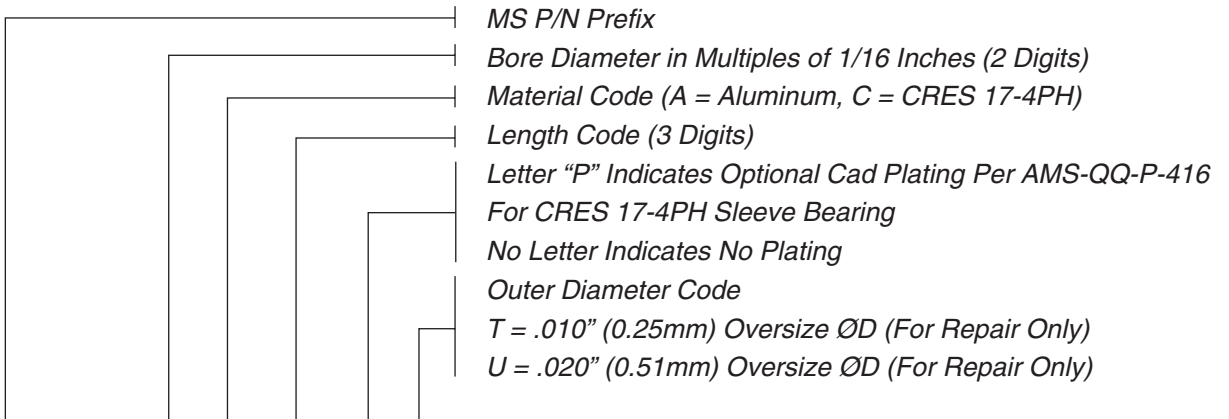 MS P/N Prefix
Bore Diameter in Multiples of 1/16 Inches (2 Digits)
Material Code (A = Aluminum, C = CRES 17-4PH)
Length Code (3 Digits)
Letter “P” Indicates Optional Cad Plating Per AMS-QQ-P-416
For CRES 17-4PH Sleeve Bearing
No Letter Indicates No Plating
Outer Diameter Code
T = .010” (0.25mm) Oversize ØD (For Repair Only)
U = .020” (0.51mm) Oversize ØD (For Repair Only)